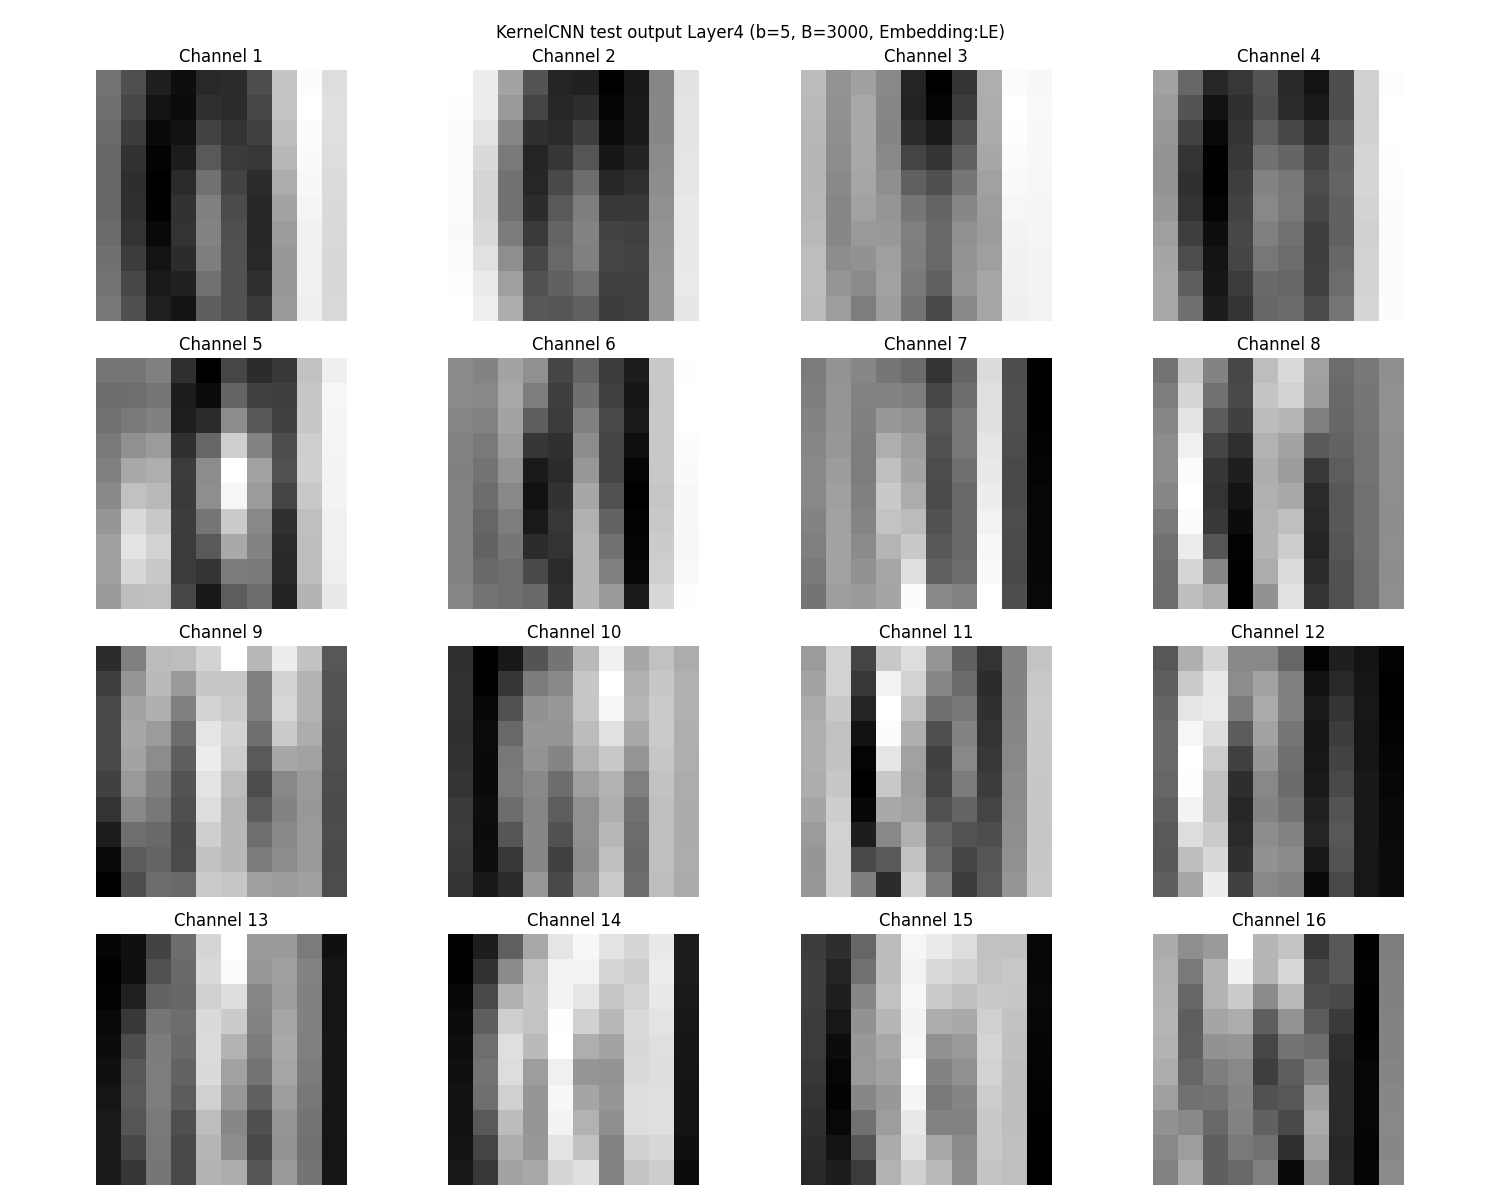 KernelCNN test output Layer4 (b=5, B=3000, Embedding:LE)
Channel 1
Channel 2
Channel 3
Channel 4
Channel 5
Channel 6
Channel 7
Channel 8
Channel 9
Channel 10
Channel 11
Channel 12
Channel 13
Channel 14
Channel 15
Channel 16